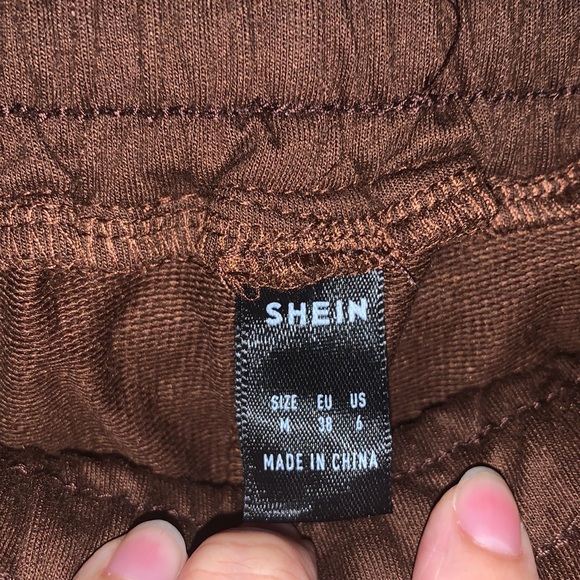 SHEIN
SIZE EU US
M 38 6
MADE IN CHINA